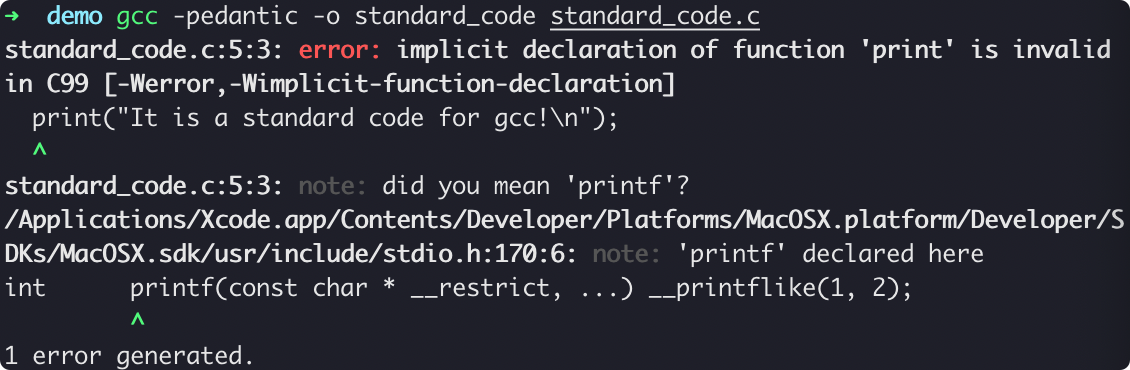 → demo gcc -pedantic -o standard_code standard_code.c
standard_code.c:5:3: error: implicit declaration of function 'print' is invalid
in C99 [-Werror,-Wimplicit-function-declaration]
  print("It is a standard code for gcc!\n");
  ^
standard_code.c:5:3: note: did you mean 'printf'?
/Applications/Xcode.app/Contents/Developer/Platforms/MacOSX.platform/Developer/S
DKs/MacOSX.sdk/usr/include/stdio.h:170:6: note: 'printf' declared here
int      printf(const char * __restrict, ...) __printflike(1, 2);
         ^
1 error generated.